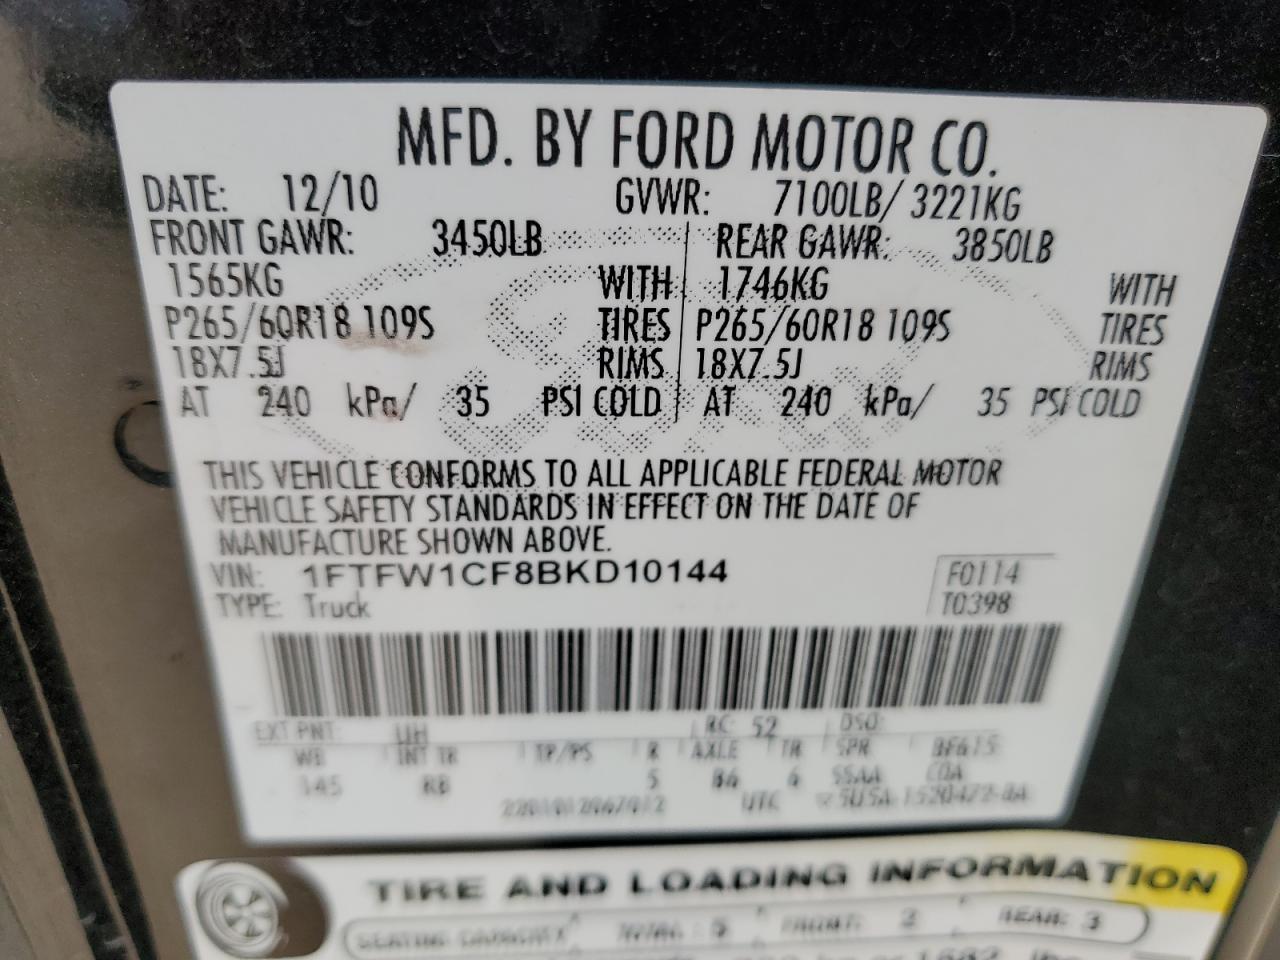 MFD. BY FORD MOTOR CO.
DATE: 12/10 GVWR: 7100LB/ 3221KG
FRONT GAWR: 3450LB REAR GAWR: 3850LB
1565KG WITH 1746KG WITH
P265/60R18 109S TIRES P265/60R18 109S TIRES
18X7.5J RIMS 18X7.5J RIMS
AT 240 kPa/ 35 PSI COLD AT 240 kPa/ 35 PSI COLD
THIS VEHICLE CONFORMS TO ALL APPLICABLE FEDERAL MOTOR
VEHICLE SAFETY STANDARDS IN EFFECT ON THE DATE OF
MANUFACTURE SHOWN ABOVE.
VIN: 1FTFW1CF8BKD10144 F0114
TYPE: Truck T0398
EXT PNT: UH RC: 52 DSO:
WB INT TR TP/PS R AXLE TR SPR BF615
145 5 B6 6 SSAA
UTC
TIRE AND LOADING INFORMATION
SEATING CAPACITY TOTAL 5 FRONT: 2 REAR: 3